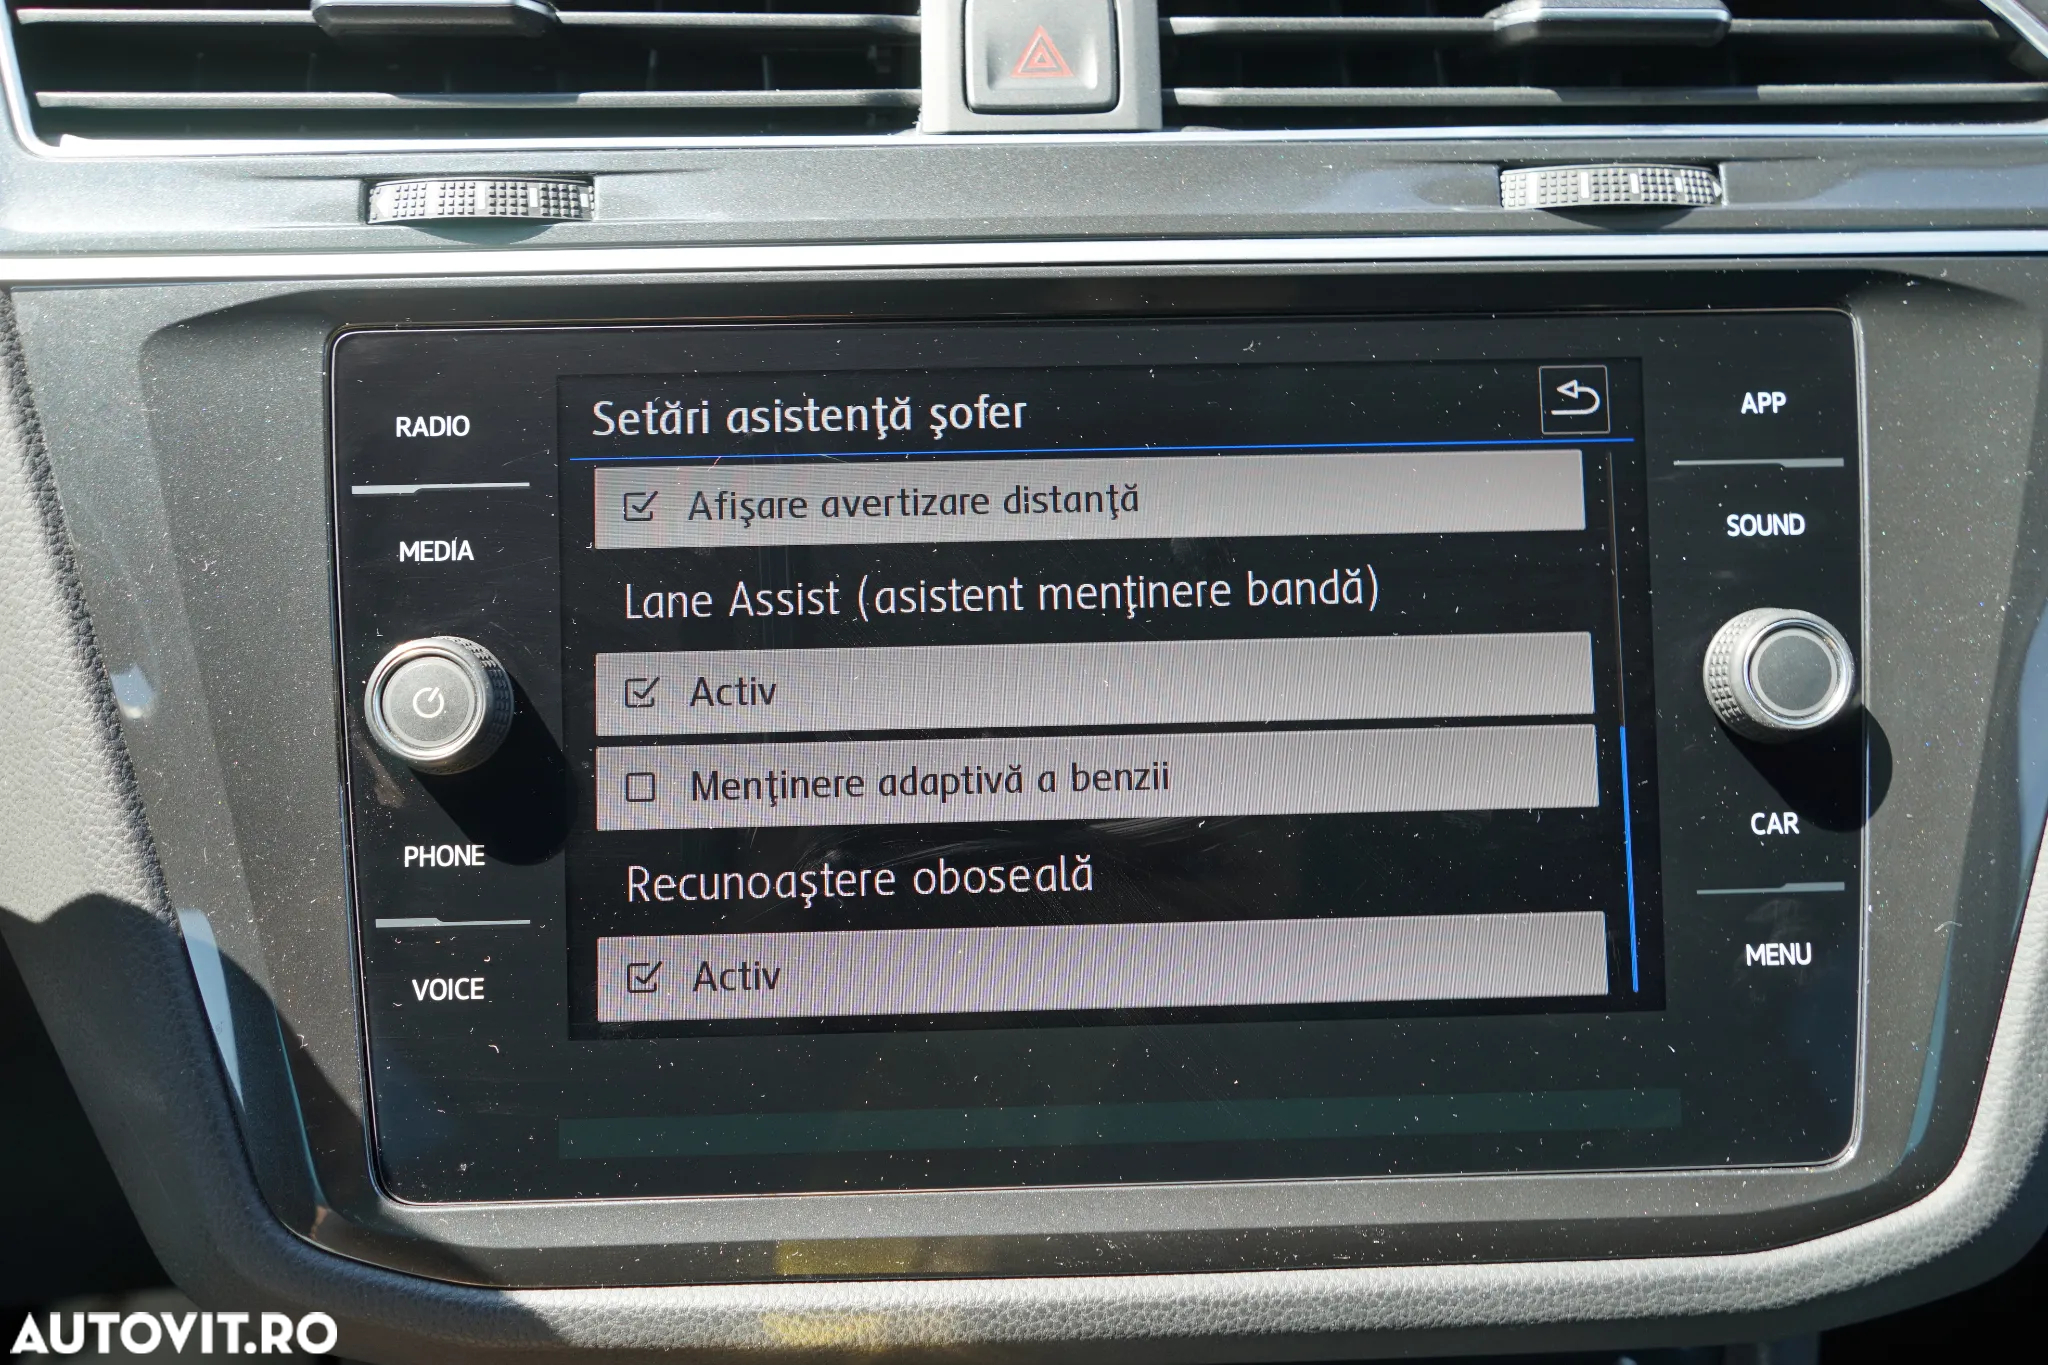 RADIO
MEDIA
PHONE
VOICE
Setări asistenţă şofer
Afişare avertizare distanţă
Lane Assist (asistent menţinere bandă)
Activ
Menţinere adaptivă a benzii
Recunoaştere oboseală
Activ
APP
SOUND
CAR
MENU
AUTOVIT.RO